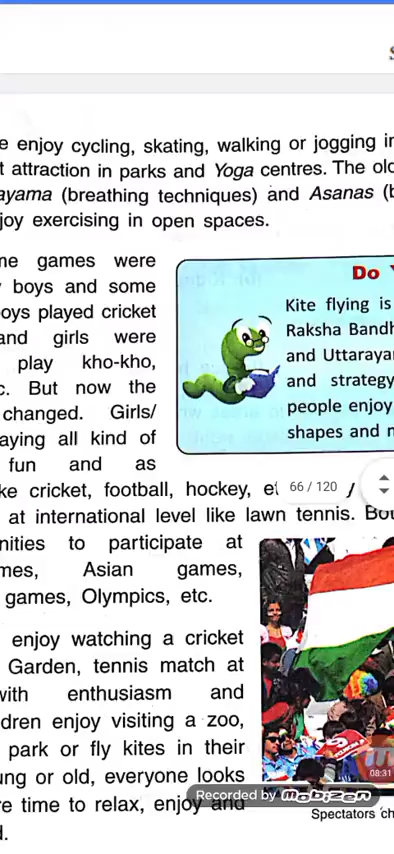 e enjoy cycling, skating, walking or jogging in
t attraction in parks and Yoga centres. The old
ayama (breathing techniques) and Asanas (b
joy exercising in open spaces.
me games were
boys and some
oys played cricket
and girls were
play kho-kho,
c. But now the
changed. Girls/
aying all kind of
fun and as
ke cricket, football, hockey, et
at international level like lawn tennis. Bo
nities to participate at
mes, Asian games,
games, Olympics, etc.
enjoy watching a cricket
Garden, tennis match at
with enthusiasm and
dren enjoy visiting a zoo,
park or fly kites in their
ung or old, everyone looks
re time to relax, enjoy and
d.
Do Y
Kite flying is
Raksha Bandh
and Uttaraya
and strategy
people enjoy
shapes and m
66 / 120
08:31
Recorded by mobizen
Spectators ch